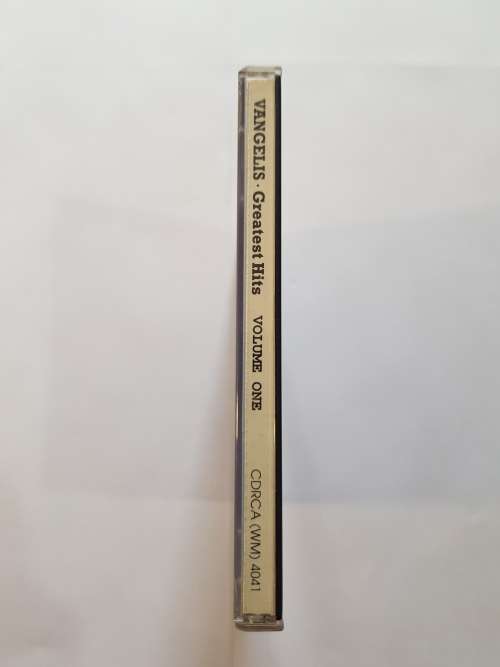 VANGELIS · Greatest Hits VOLUME ONE CDRCA (WM) 4041